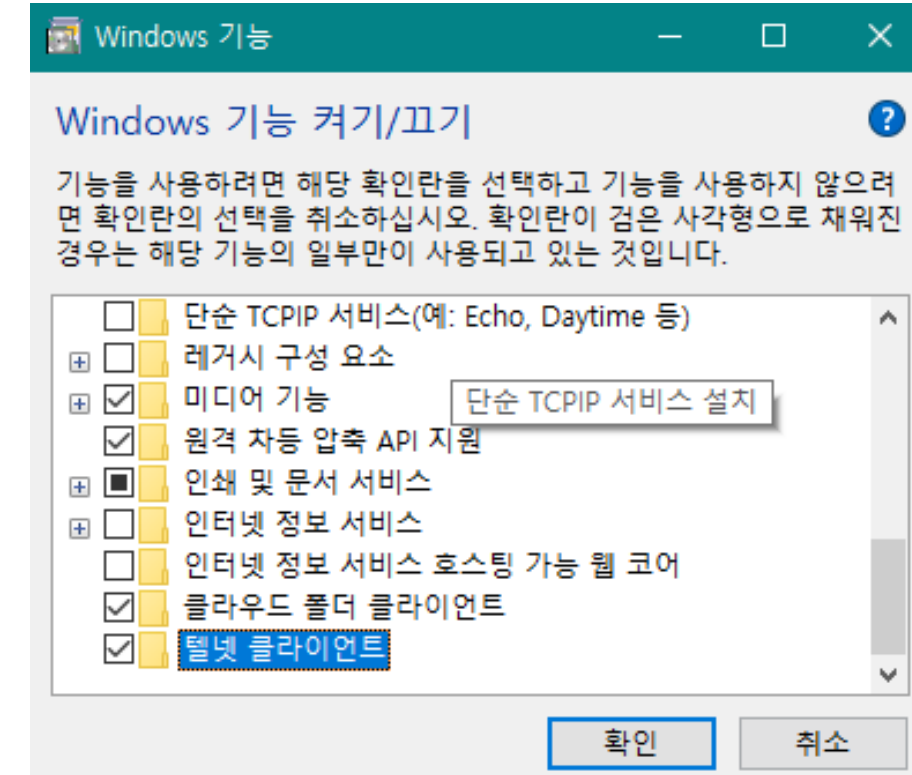 Windows 기능
Windows 기능 켜기/끄기
기능을 사용하려면 해당 확인란을 선택하고 기능을 사용하지 않으려
면 확인란의 선택을 취소하십시오. 확인란이 검은 사각형으로 채워진
경우는 해당 기능의 일부만이 사용되고 있는 것입니다.
단순 TCPIP 서비스(예: Echo, Daytime 등)
레거시 구성 요소
미디어 기능
단순 TCPIP 서비스 설치
원격 차등 압축 API 지원
인쇄 및 문서 서비스
인터넷 정보 서비스
인터넷 정보 서비스 호스팅 가능 웹 코어
클라우드 폴더 클라이언트
텔넷 클라이언트
확인
취소